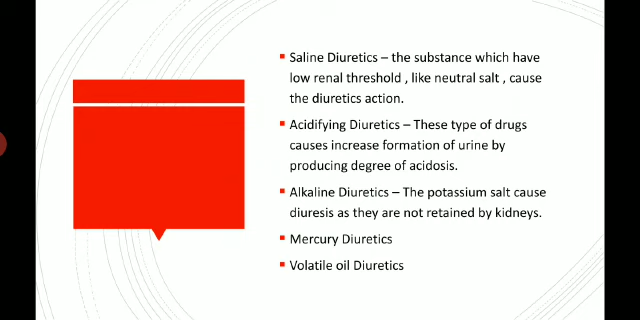 Saline Diuretics – the substance which have
low renal threshold , like neutral salt , cause
the diuretics action.
Acidifying Diuretics – These type of drugs
causes increase formation of urine by
producing degree of acidosis.
Alkaline Diuretics – The potassium salt cause
diuresis as they are not retained by kidneys.
Mercury Diuretics
Volatile oil Diuretics